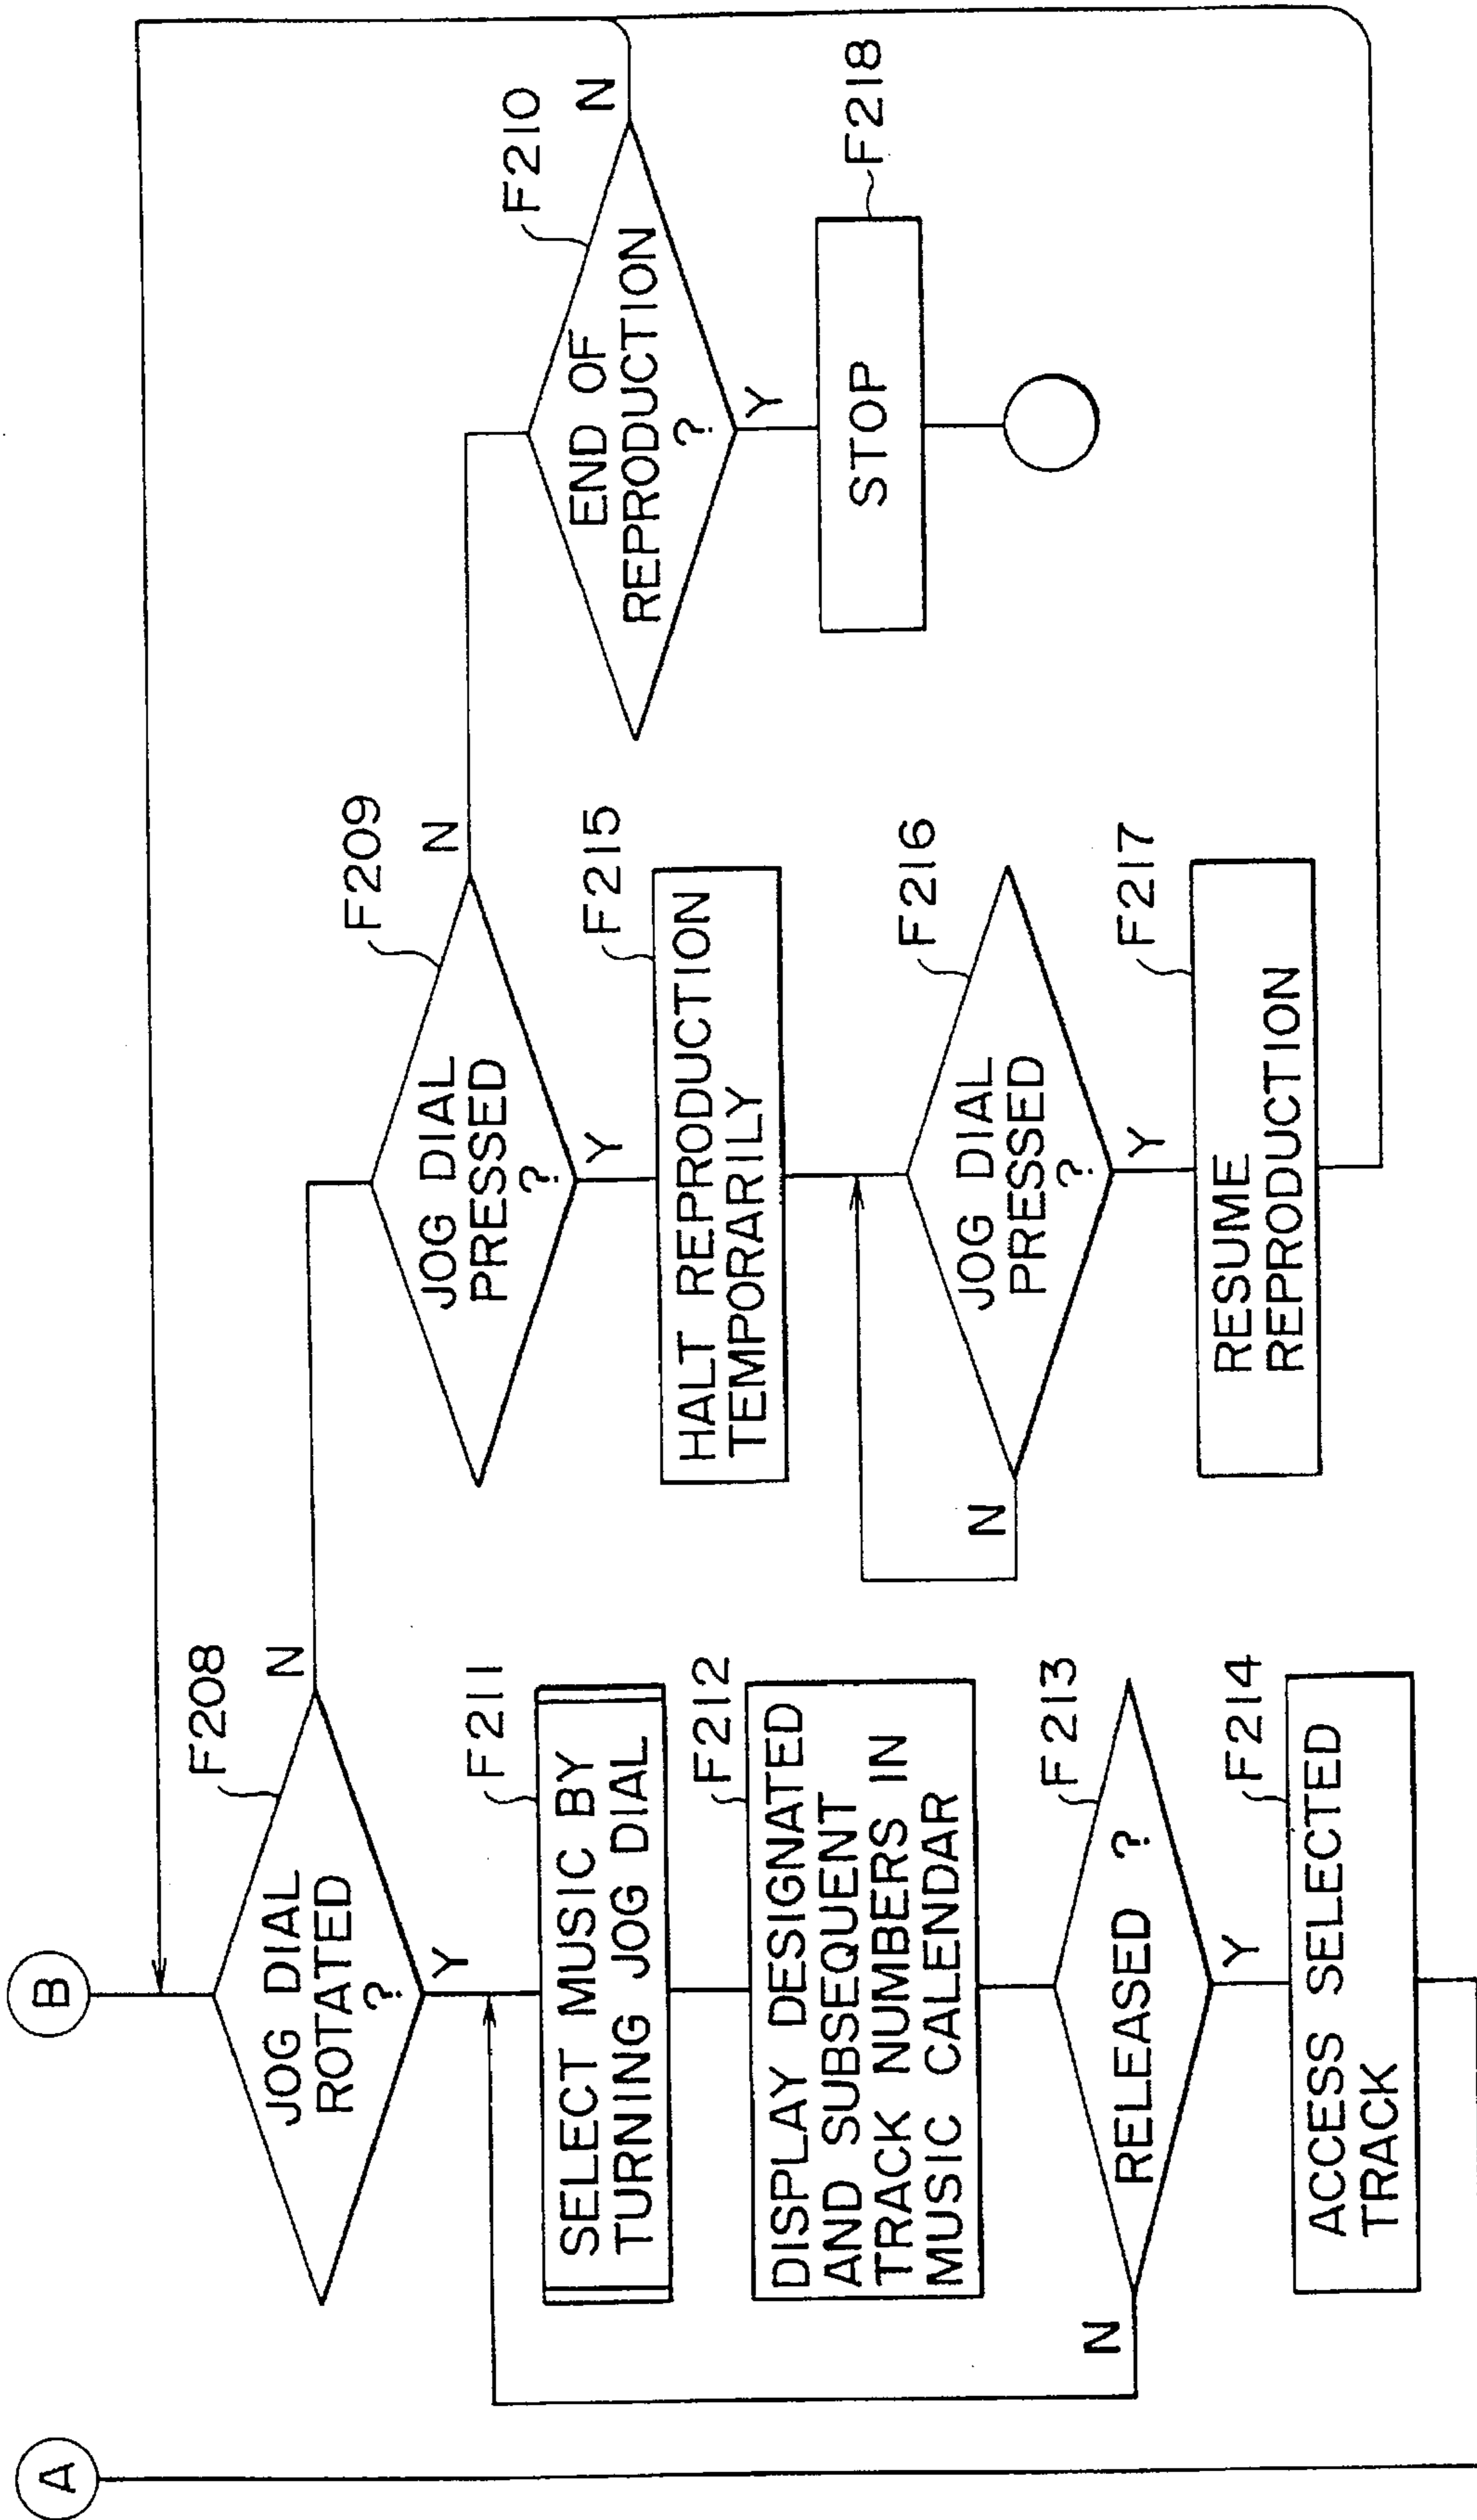 A
B
F208
JOG DIAL
ROTATED
?
N
Y
F211
SELECT MUSIC BY
TURNING JOG DIAL
F212
DISPLAY DESIGNATED
AND SUBSEQUENT
TRACK NUMBERS IN
MUSIC CALENDAR
F213
RELEASED ?
N
Y
F214
ACCESS SELECTED
TRACK
F209
JOG DIAL
PRESSED
?
N
Y
F215
HALT REPRODUCTION
TEMPORARILY
F216
JOG DIAL
PRESSED
?
N
Y
F217
RESUME
REPRODUCTION
F210
END OF
REPRODUCTION
?
N
Y
F218
STOP